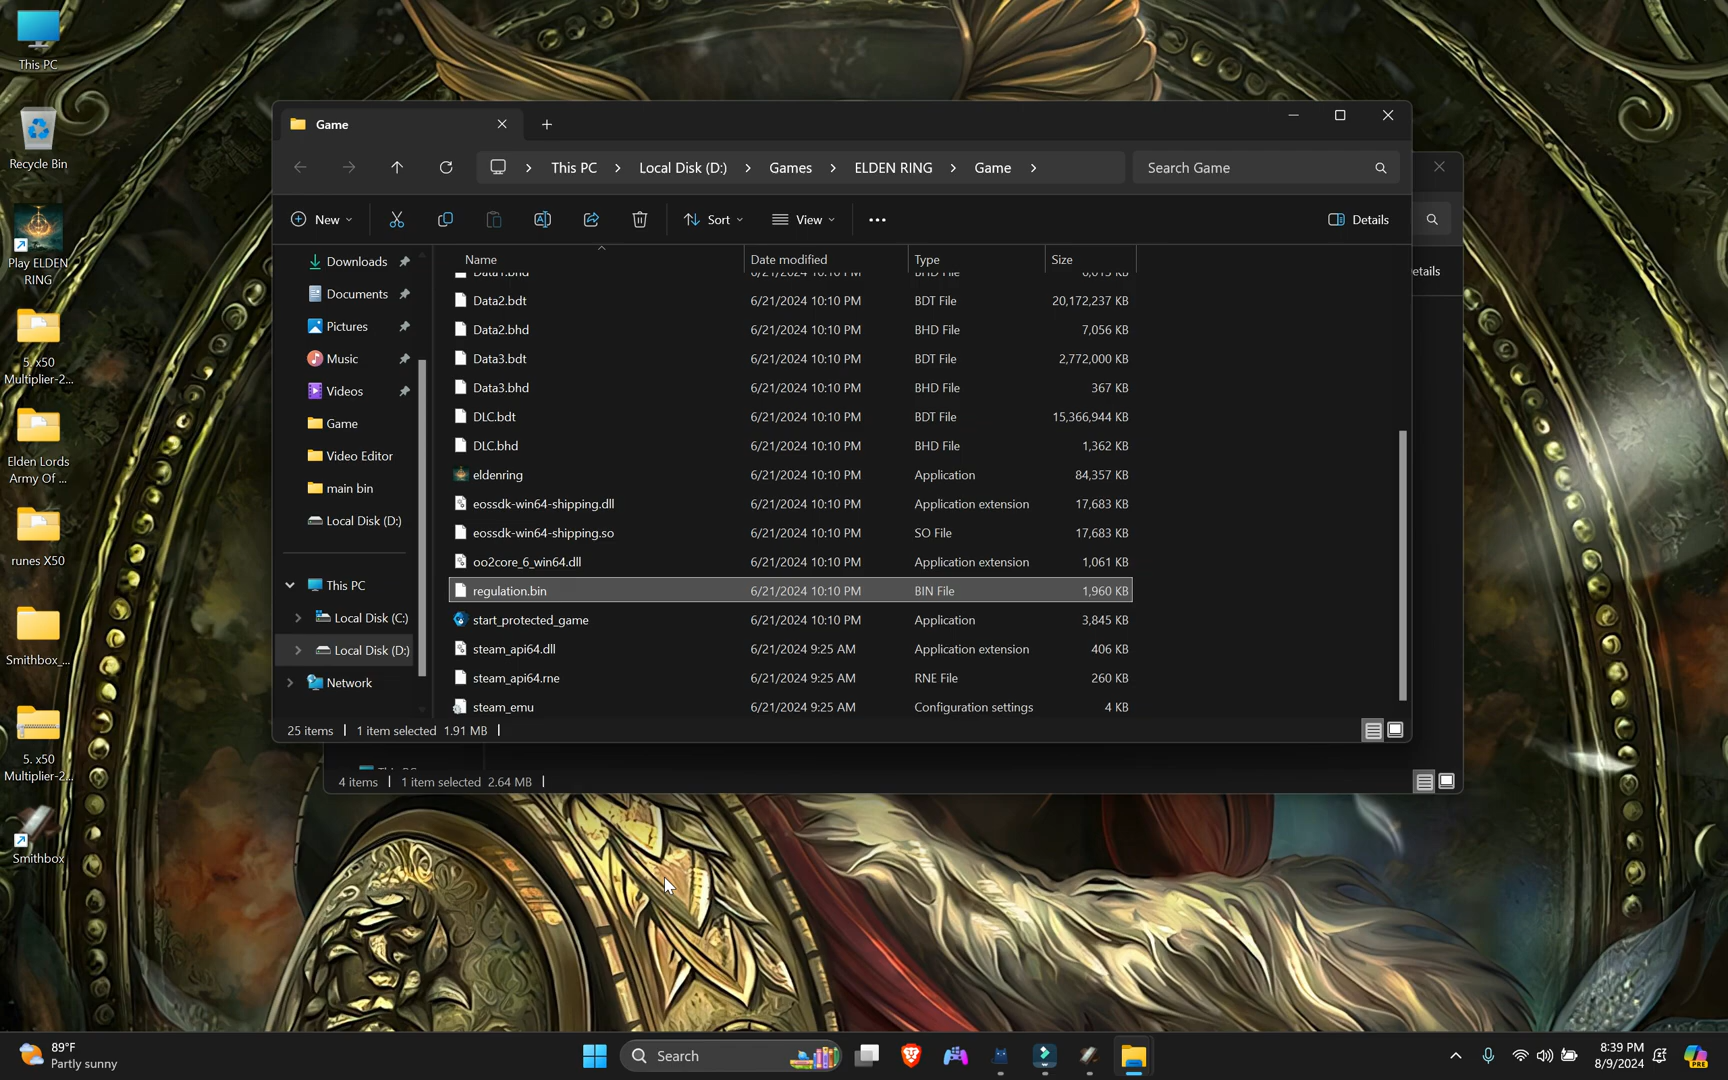 This PC
Recycle Bin
Play ELDEN
RING
5. x50
Multiplier-2...
Elden Lords
Army Of ...
runes X50
Smithbox_...
5. x50
Multiplier-2...
Smithbox
Game
This PC > Local Disk (D:) > Games > ELDEN RING > Game >
Search Game
New
Sort
View
Details
etails
Downloads
Documents
Pictures
Music
Videos
Game
Video Editor
main bin
Local Disk (D:)
This PC
Local Disk (C:)
Local Disk (D:)
Network
Name Date modified Type Size
Data1.bhd 6/21/2024 10:10 PM BHD File
Data2.bdt 6/21/2024 10:10 PM BDT File 20,172,237 KB
Data2.bhd 6/21/2024 10:10 PM BHD File 7,056 KB
Data3.bdt 6/21/2024 10:10 PM BDT File 2,772,000 KB
Data3.bhd 6/21/2024 10:10 PM BHD File 367 KB
DLC.bdt 6/21/2024 10:10 PM BDT File 15,366,944 KB
DLC.bhd 6/21/2024 10:10 PM BHD File 1,362 KB
eldenring 6/21/2024 10:10 PM Application 84,357 KB
eossdk-win64-shipping.dll 6/21/2024 10:10 PM Application extension 17,683 KB
eossdk-win64-shipping.so 6/21/2024 10:10 PM SO File 17,683 KB
oo2core_6_win64.dll 6/21/2024 10:10 PM Application extension 1,061 KB
regulation.bin 6/21/2024 10:10 PM BIN File 1,960 KB
start_protected_game 6/21/2024 10:10 PM Application 3,845 KB
steam_api64.dll 6/21/2024 9:25 AM Application extension 406 KB
steam_api64.rne 6/21/2024 9:25 AM RNE File 260 KB
steam_emu 6/21/2024 9:25 AM Configuration settings 4 KB
25 items | 1 item selected 1.91 MB |
4 items | 1 item selected 2.64 MB |
89°F
Partly sunny
Search
8:39 PM
8/9/2024
PRE